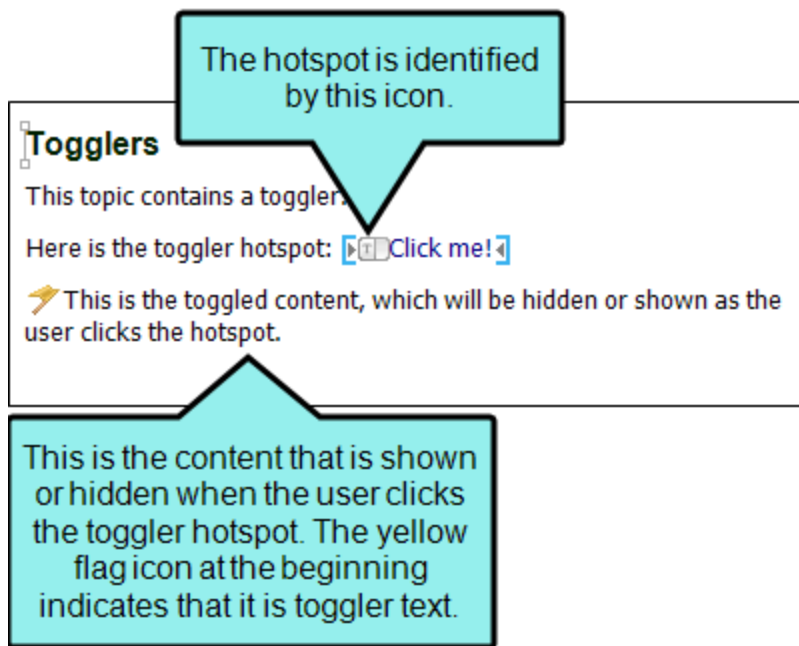 The hotspot is identified
by this icon.
Togglers
This topic contains a toggler.
Here is the toggler hotspot: Click me!
This is the toggled content, which will be hidden or shown as the
user clicks the hotspot.
This is the content that is shown
or hidden when the user clicks
the toggler hotspot. The yellow
flag icon at the beginning
indicates that it is toggler text.